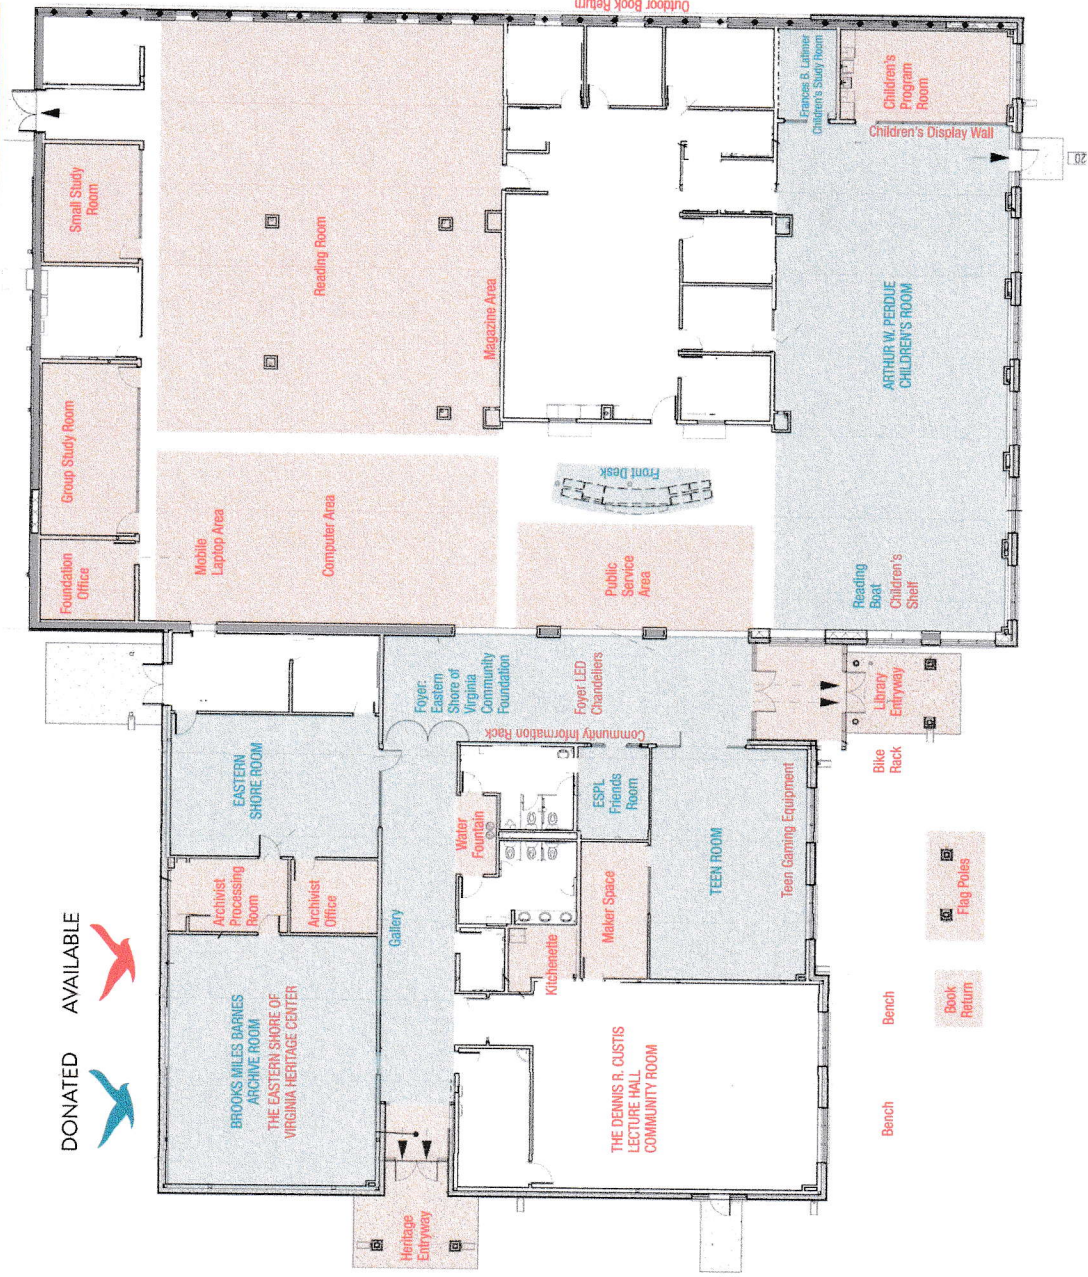 DONATED
AVAILABLE
Outdoor Book Return
Small Study
Room
Reading Room
Magazine Area
Group Study Room
Foundation
Office
Mobile
Laptop Area
Computer Area
Frances B. Latimer
Children's Study Room
Children's
Program
Room
Children's Display Wall
20
ARTHUR W. PERDUE
CHILDREN'S ROOM
Front Desk
Public
Service
Area
Reading
Boat
Children's
Shelf
Foyer:
Eastern
Shore of
Virginia
Community
Foundation
Foyer LED
Chandeliers
Community Information Rack
Library
Entryway
Bike
Rack
EASTERN
SHORE ROOM
Water
Fountain
ESPL
Friends
Room
TEEN ROOM
Teen Gaming Equipment
Archivist
Processing
Room
Archivist
Office
Gallery
Maker Space
Kitchenette
Flag Poles
BROOKS MILES BARNES
ARCHIVE ROOM
THE EASTERN SHORE OF
VIRGINIA HERITAGE CENTER
THE DENNIS R. CUSTIS
LECTURE HALL
COMMUNITY ROOM
Bench
Bench
Book
Return
Heritage
Entryway